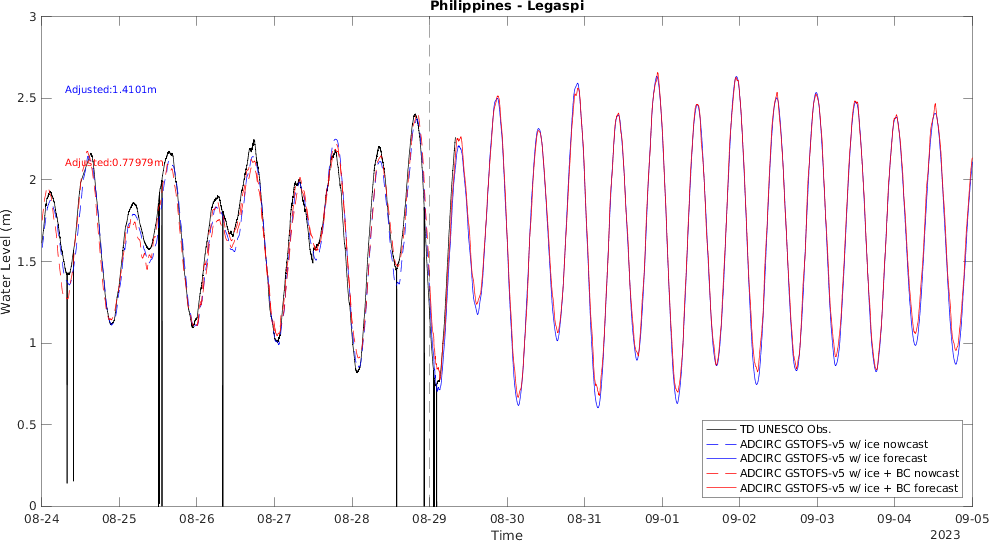 Philippines - Legaspi
3
2.5
2
1.5
1
0.5
0
Water Level (m)
Adjusted:1.4101m
Adjusted:0.77979m
TD UNESCO Obs.
ADCIRC GSTOFS-v5 w/ ice nowcast
ADCIRC GSTOFS-v5 w/ ice forecast
ADCIRC GSTOFS-v5 w/ ice + BC nowcast
ADCIRC GSTOFS-v5 w/ ice + BC forecast
08-24 08-25 08-26 08-27 08-28 08-29 08-30 08-31 09-01 09-02 09-03 09-04 09-05
Time
2023